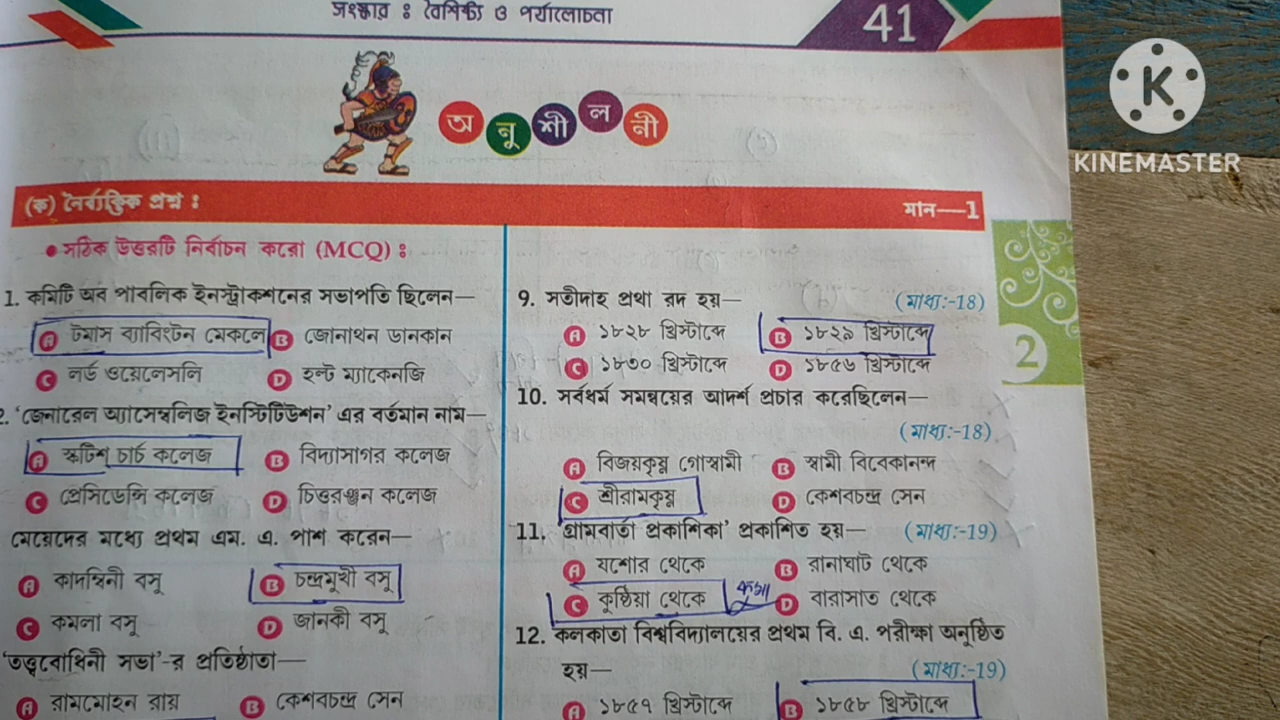 সংস্কার : বৈশিষ্ট্য ও পর্যালোচনা
41
K
KINEMASTER
অনুশীলনী
(ক) নৈর্ব্যক্তিক প্রশ্ন : মান—1
• সঠিক উত্তরটি নির্বাচন করো (MCQ) :
1. কমিটি অব পাবলিক ইনস্ট্রাকশনের সভাপতি ছিলেন—
A টমাস ব্যাবিংটন মেকলে B জোনাথন ডানকান
C লর্ড ওয়েলেসলি D হল্ট ম্যাকেনজি
2. 'জেনারেল অ্যাসেম্বলিজ ইনস্টিটিউশন' এর বর্তমান নাম—
A স্কটিশ চার্চ কলেজ B বিদ্যাসাগর কলেজ
C প্রেসিডেন্সি কলেজ D চিত্তরঞ্জন কলেজ
মেয়েদের মধ্যে প্রথম এম. এ. পাশ করেন—
A কাদম্বিনী বসু B চন্দ্রমুখী বসু
C কমলা বসু D জানকী বসু
'তত্ত্ববোধিনী সভা'-র প্রতিষ্ঠাতা—
A রামমোহন রায় B কেশবচন্দ্র সেন
9. সতীদাহ প্রথা রদ হয়— (মাধ্য:-18)
A ১৮২৮ খ্রিস্টাব্দে B ১৮২৯ খ্রিস্টাব্দে
C ১৮৩০ খ্রিস্টাব্দে D ১৮৫৬ খ্রিস্টাব্দে
10. সর্বধর্ম সমন্বয়ের আদর্শ প্রচার করেছিলেন—
(মাধ্য:-18)
A বিজয়কৃষ্ণ গোস্বামী B স্বামী বিবেকানন্দ
C শ্রীরামকৃষ্ণ D কেশবচন্দ্র সেন
11. 'গ্রামবার্তা প্রকাশিকা' প্রকাশিত হয়— (মাধ্য:-19)
A যশোর থেকে B রানাঘাট থেকে
C কুষ্ঠিয়া থেকে D বারাসাত থেকে
12. কলকাতা বিশ্ববিদ্যালয়ের প্রথম বি. এ. পরীক্ষা অনুষ্ঠিত
হয়— (মাধ্য:-19)
A ১৮৫৭ খ্রিস্টাব্দে B ১৮৫৮ খ্রিস্টাব্দে
2